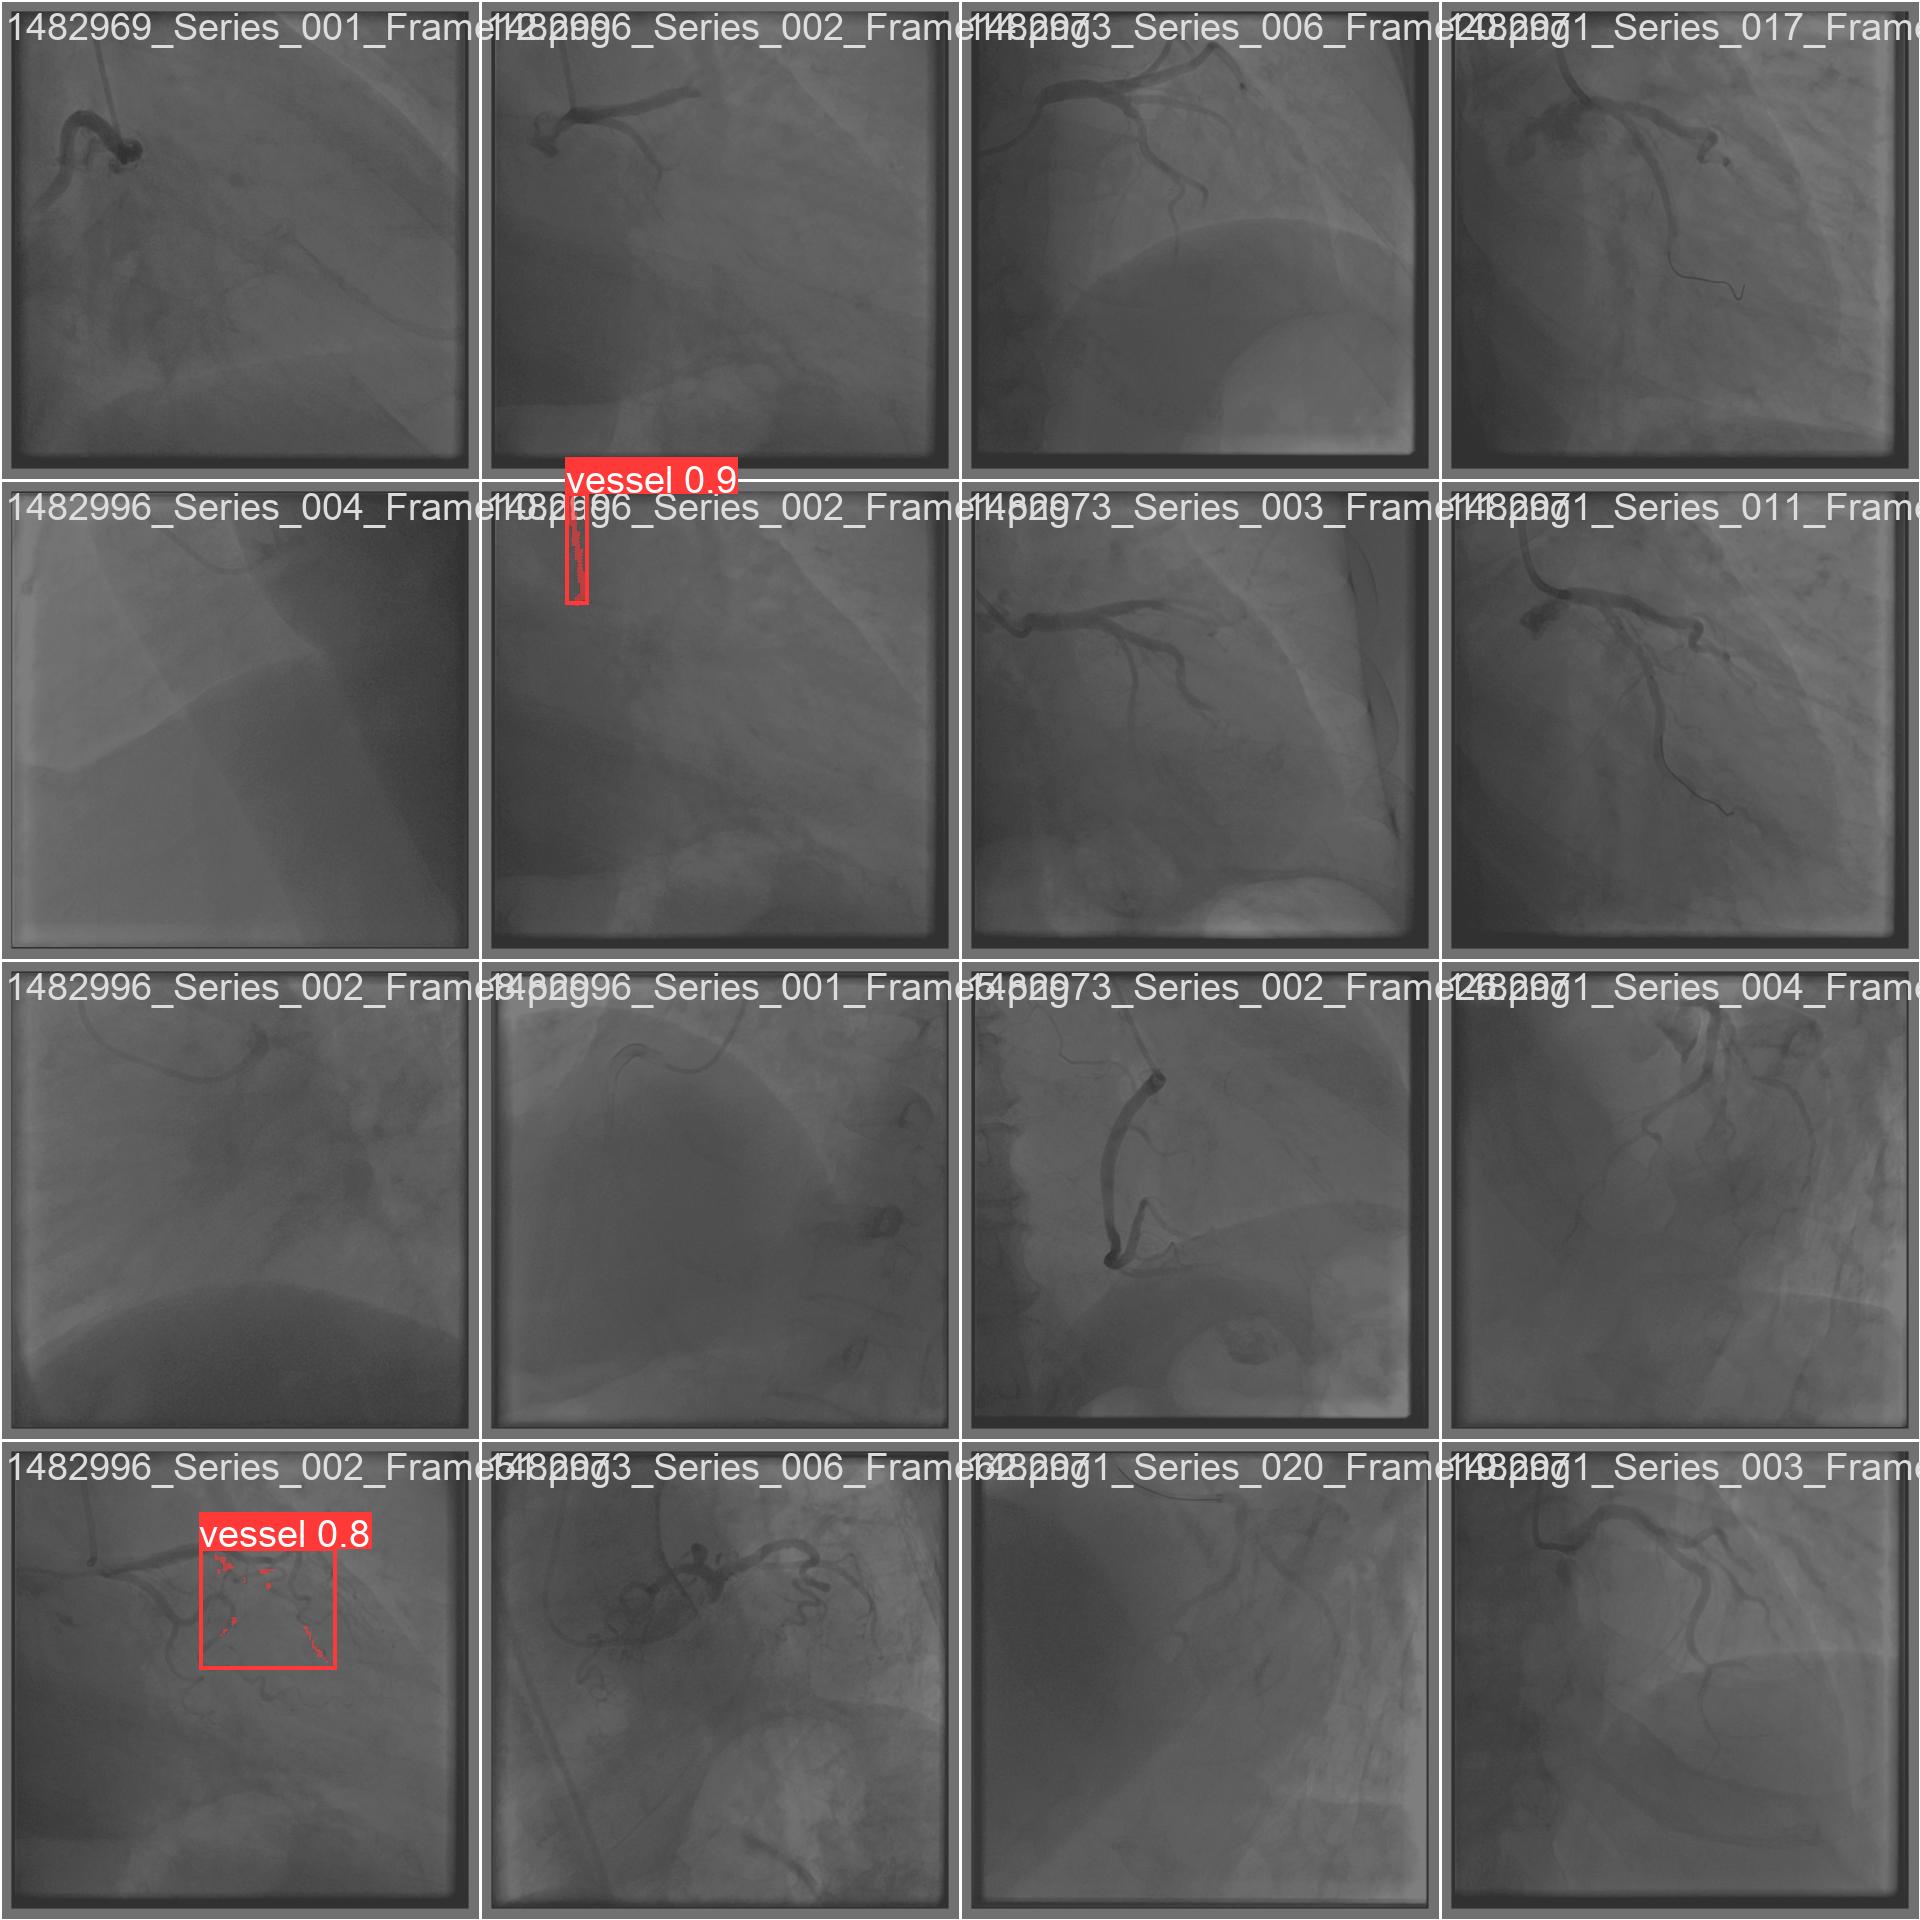 1482969_Series_001_Frame
1482996_Series_002_Frame
1482973_Series_006_Frame
1482971_Series_017_Frame
vessel 0.9
1482996_Series_004_Frame
1482996_Series_002_Frame
1482973_Series_003_Frame
1482971_Series_011_Frame
1482996_Series_002_Frame
1482996_Series_001_Frame
1482973_Series_002_Frame
1482971_Series_004_Frame
1482996_Series_002_Frame
1482973_Series_006_Frame
1482971_Series_020_Frame
1482971_Series_003_Frame
vessel 0.8